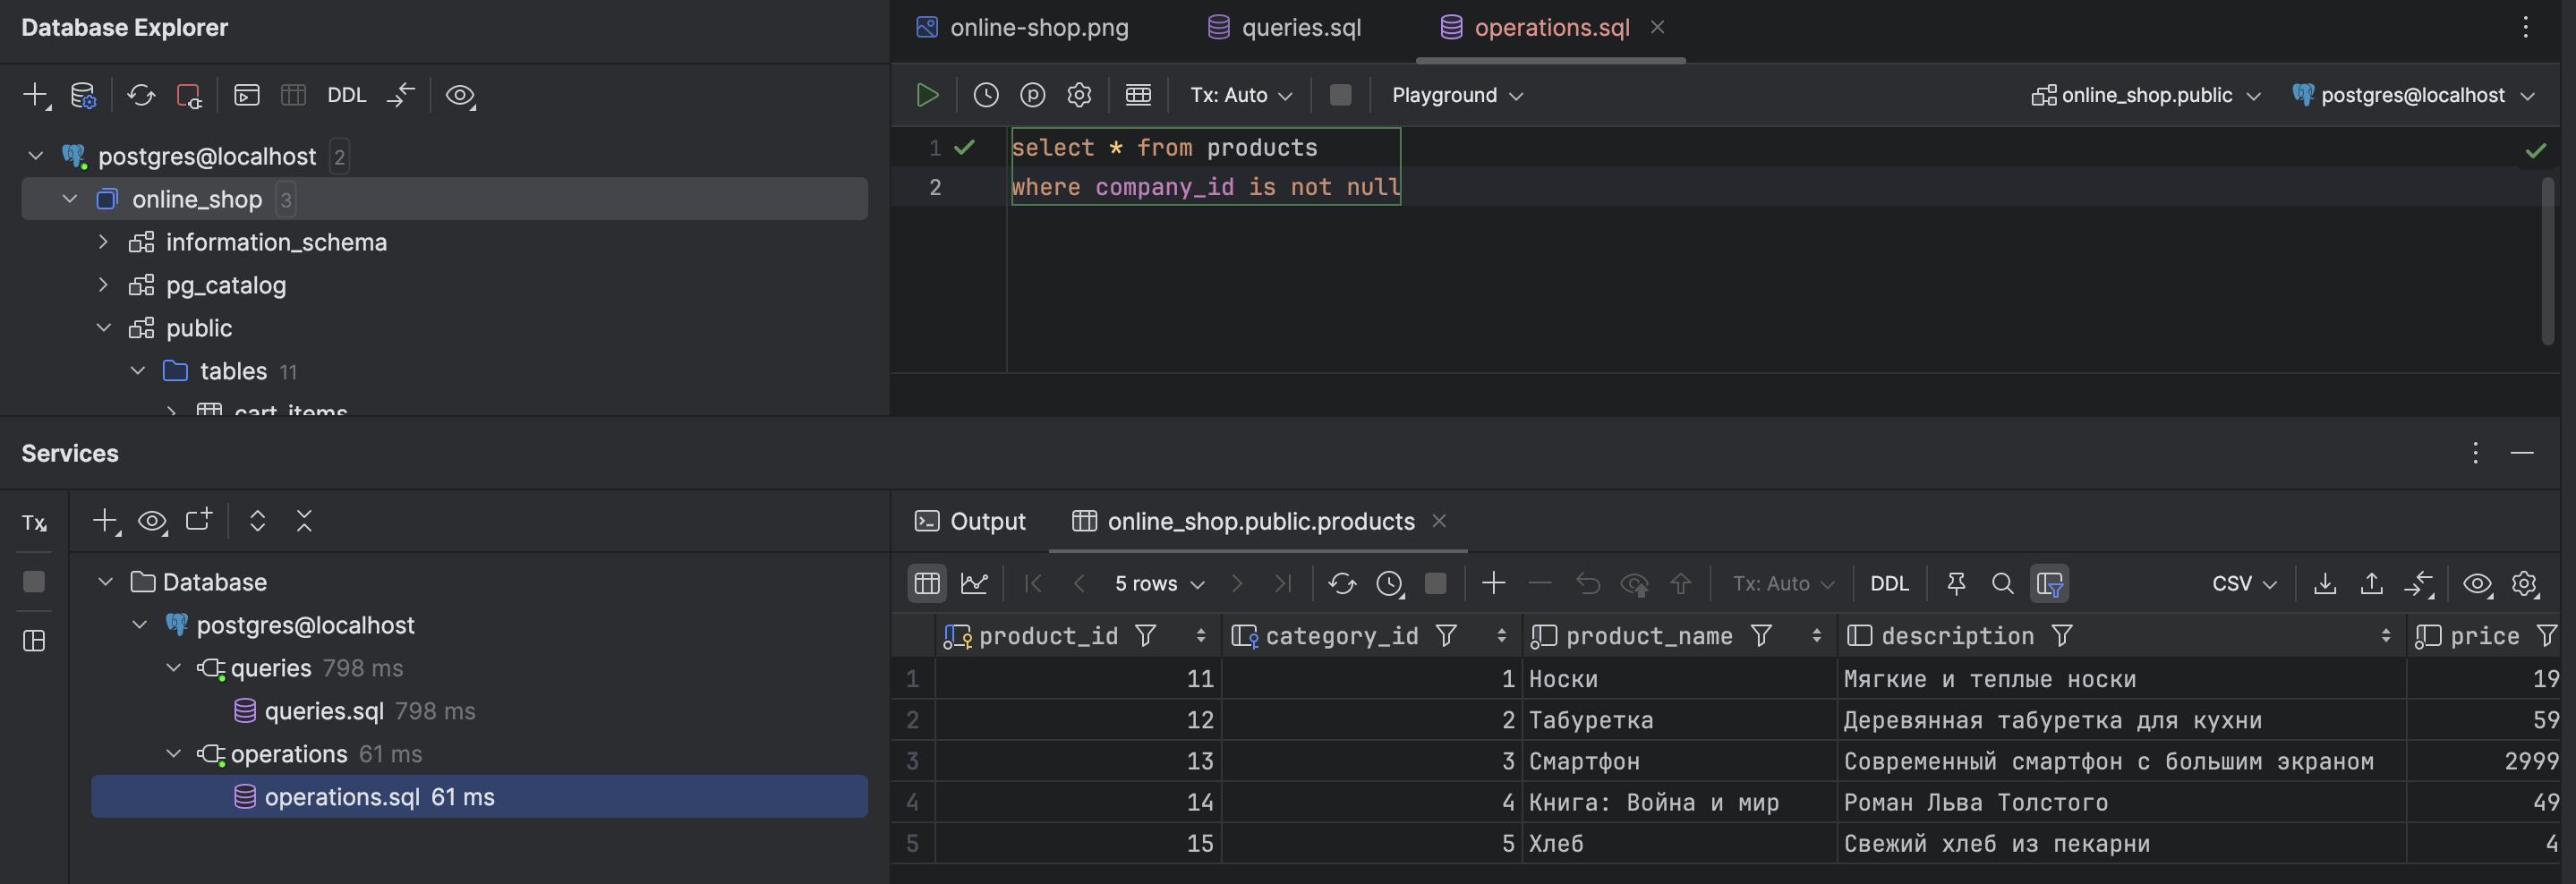 Database Explorer
DDL
postgres@localhost 2
online_shop 3
information_schema
pg_catalog
public
tables 11
cart_items
online-shop.png queries.sql operations.sql
Tx: Auto Playground online_shop.public postgres@localhost
1 select * from products
2 where company_id is not null
Services
Tx
Database
postgres@localhost
queries 798 ms
queries.sql 798 ms
operations 61 ms
operations.sql 61 ms
Output online_shop.public.products
5 rows Tx: Auto DDL CSV
product_id category_id product_name description price
1 11 1 Носки Мягкие и теплые носки 19
2 12 2 Табуретка Деревянная табуретка для кухни 59
3 13 3 Смартфон Современный смартфон с большим экраном 2999
4 14 4 Книга: Война и мир Роман Льва Толстого 49
5 15 5 Хлеб Свежий хлеб из пекарни 4